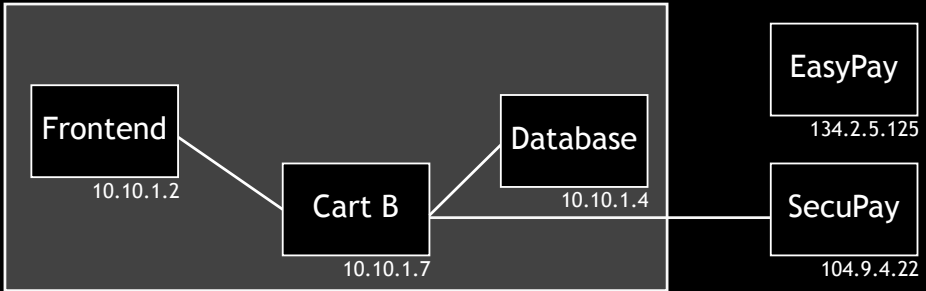 EasyPay
134.2.5.125
Frontend
10.10.1.2
Database
10.10.1.4
Cart B
10.10.1.7
SecuPay
104.9.4.22